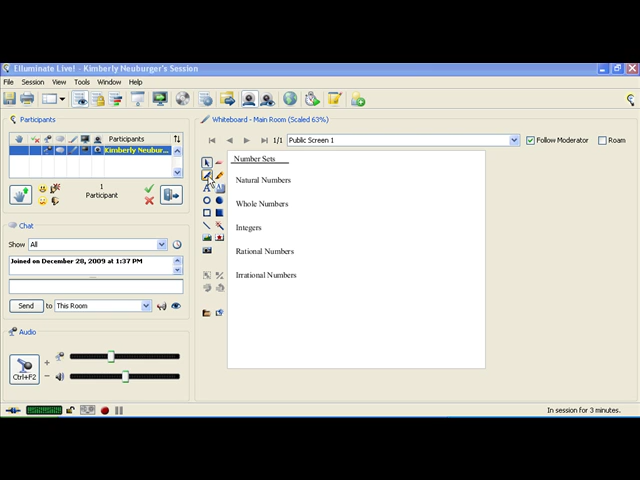 Elluminate Live! - Kimberly Neuburger's Session
File Session View Tools Window Help
Participants
Participants
Kimberly Neubur...
1
Participant
Chat
Show All
Joined on December 28, 2009 at 1:37 PM
Send to This Room
Audio
Ctrl+F2
Whiteboard - Main Room (Scaled 63%)
1/1 Public Screen 1 Follow Moderator Roam
Number Sets
Natural Numbers
Whole Numbers
Integers
Rational Numbers
Irrational Numbers
In session for 3 minutes.